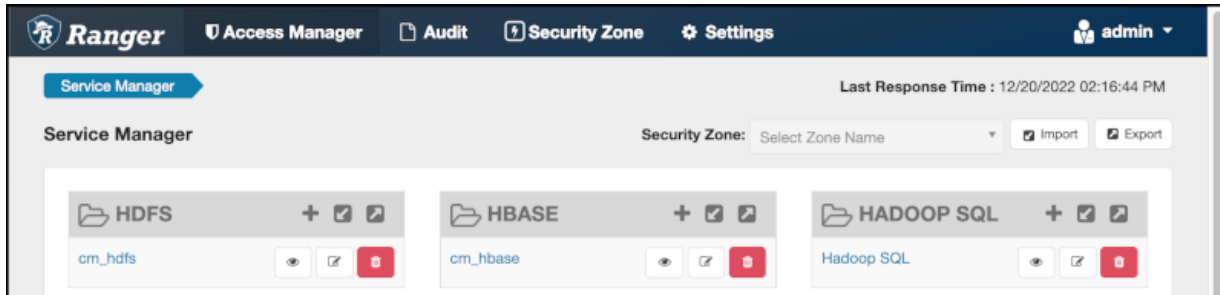 Ranger Access Manager Audit Security Zone Settings admin
Service Manager Last Response Time : 12/20/2022 02:16:44 PM
Service Manager Security Zone: Select Zone Name Import Export
HDFS HBASE HADOOP SQL
cm_hdfs cm_hbase Hadoop SQL